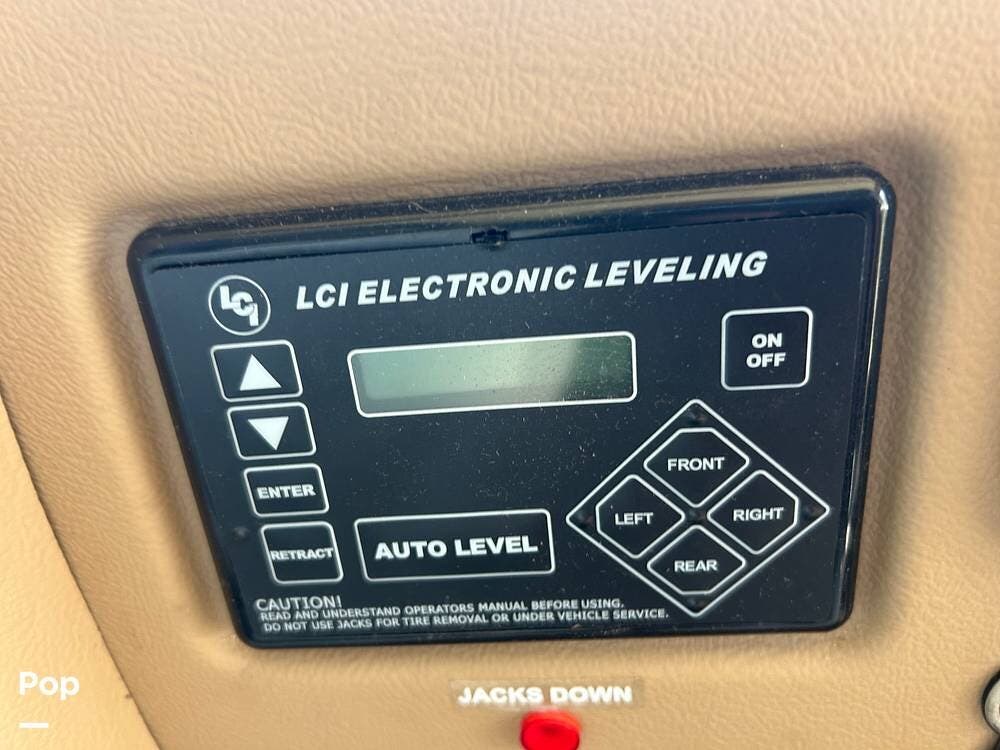 LCI
LCI ELECTRONIC LEVELING
ON
OFF
ENTER
RETRACT
AUTO LEVEL
FRONT
LEFT
RIGHT
REAR
CAUTION!
READ AND UNDERSTAND OPERATORS MANUAL BEFORE USING.
DO NOT USE JACKS FOR TIRE REMOVAL OR UNDER VEHICLE SERVICE.
JACKS DOWN
Pop